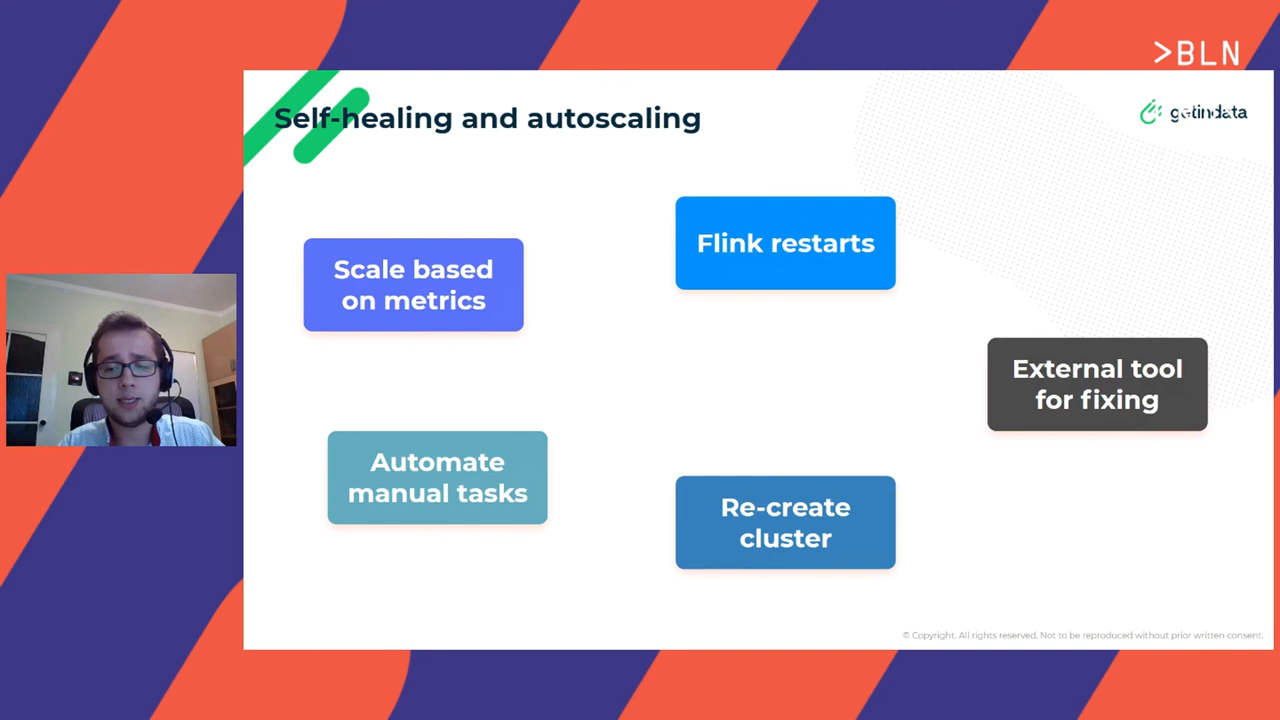 >BLN
Self-healing and autoscaling
getindata
Flink restarts
Scale based
on metrics
External tool
for fixing
Automate
manual tasks
Re-create
cluster
© Copyright. All rights reserved. Not to be reproduced without prior written consent.